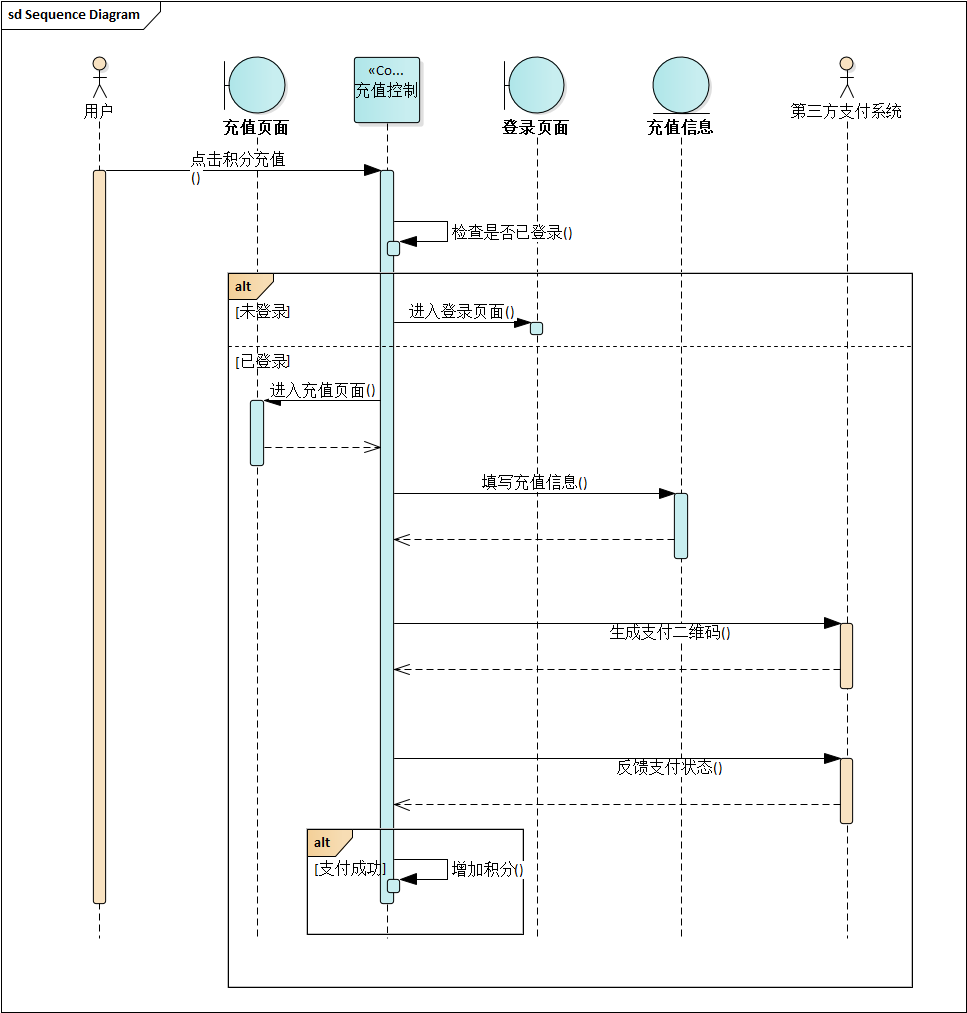 sd Sequence Diagram
用户
充值页面
«Co...
充值控制
登录页面
充值信息
第三方支付系统
点击积分充值
()
检查是否已登录()
alt
[未登录]
进入登录页面()
[已登录]
进入充值页面()
填写充值信息()
生成支付二维码()
反馈支付状态()
alt
[支付成功]
增加积分()